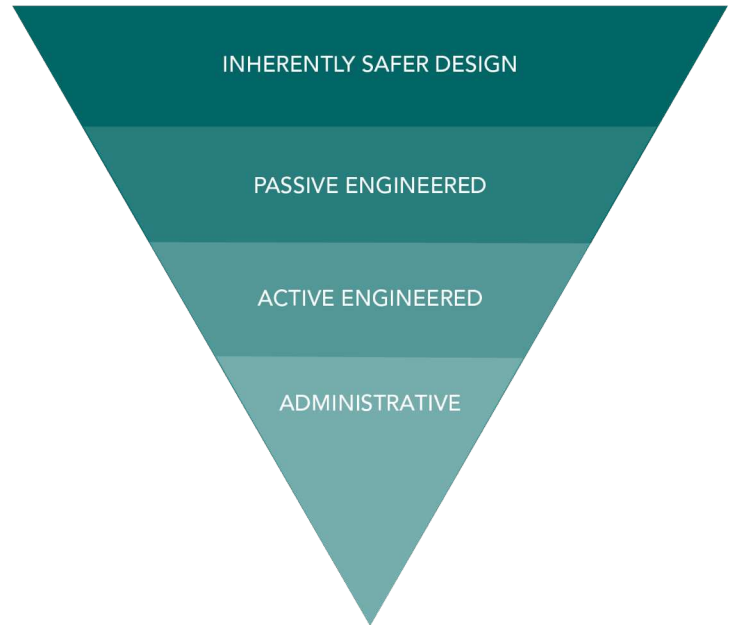 INHERENTLY SAFER DESIGN
PASSIVE ENGINEERED
ACTIVE ENGINEERED
ADMINISTRATIVE